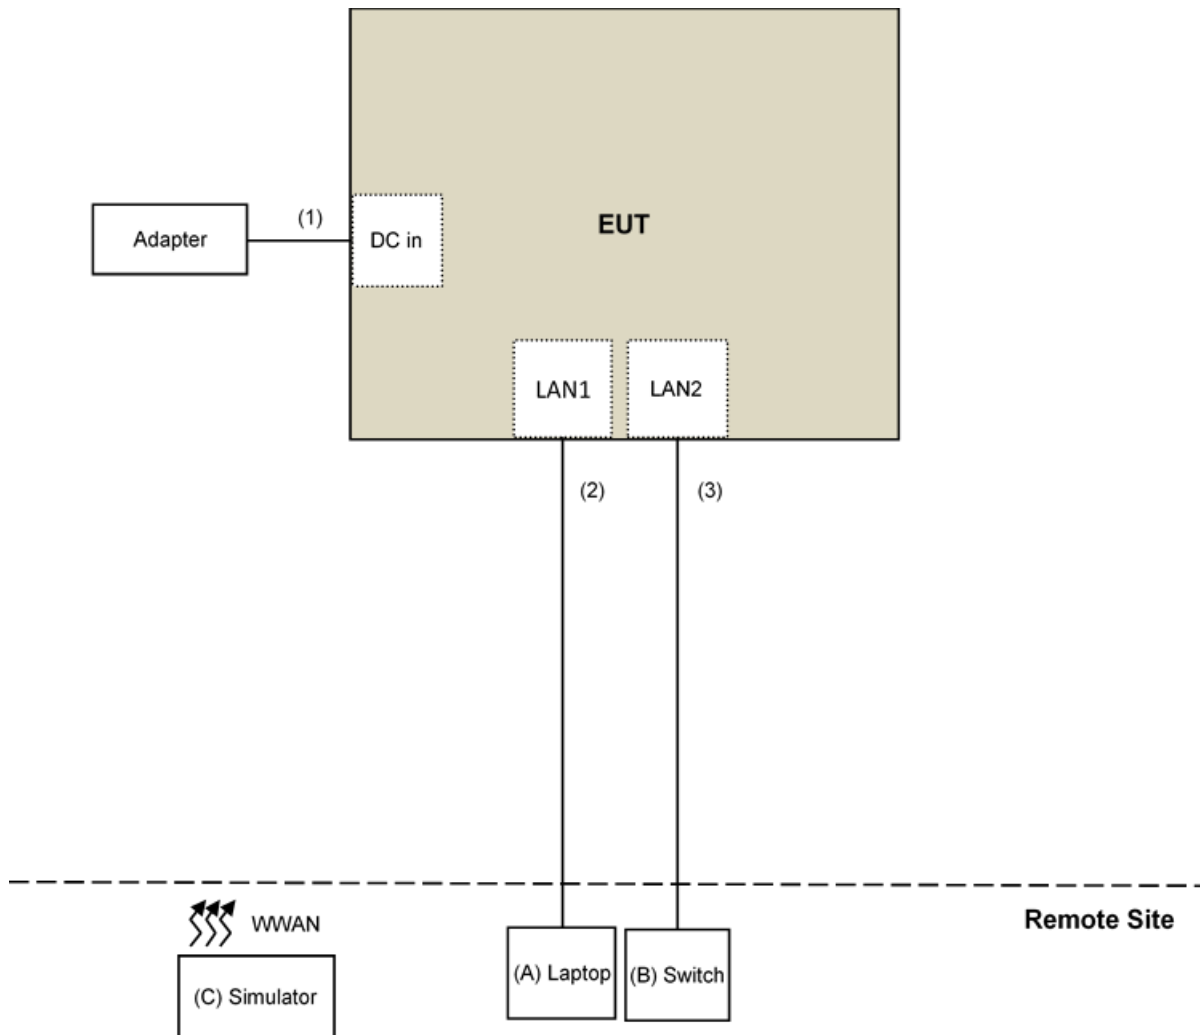 EUT
(1)
Adapter
DC in
LAN1
LAN2
(2)
(3)
Remote Site
WWAN
(A) Laptop
(B) Switch
(C) Simulator